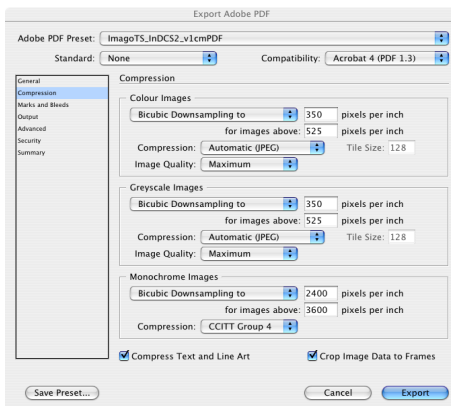 Export Adobe PDF
Adobe PDF Preset: ImagoTS_InDCS2_v1cmPDF
Standard: None Compatibility: Acrobat 4 (PDF 1.3)
General
Compression
Marks and Bleeds
Output
Advanced
Security
Summary
Compression
Colour Images
Bicubic Downsampling to 350 pixels per inch
for images above: 525 pixels per inch
Compression: Automatic (JPEG) Tile Size: 128
Image Quality: Maximum
Greyscale Images
Bicubic Downsampling to 350 pixels per inch
for images above: 525 pixels per inch
Compression: Automatic (JPEG) Tile Size: 128
Image Quality: Maximum
Monochrome Images
Bicubic Downsampling to 2400 pixels per inch
for images above: 3600 pixels per inch
Compression: CCITT Group 4
Compress Text and Line Art Crop Image Data to Frames
Save Preset... Cancel Export